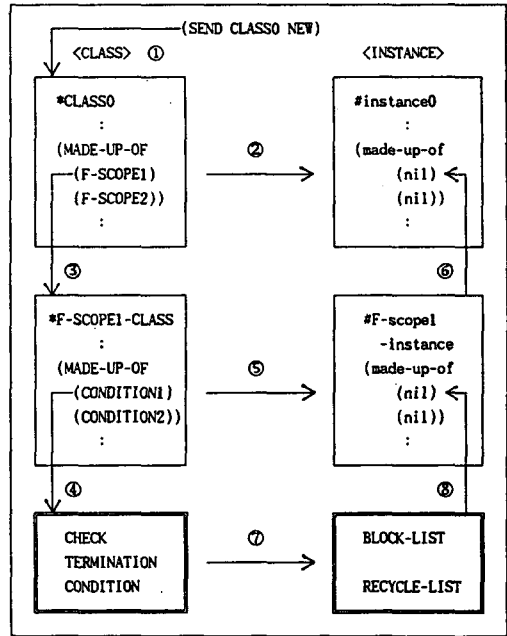 (SEND CLASS0 NEW)
<CLASS> ①
<INSTANCE>
*CLASS0
:
(MADE-UP-OF
(F-SCOPE1)
(F-SCOPE2))
:
②
#instance0
:
(made-up-of
(nil)
(nil))
:
③
⑥
*F-SCOPE1-CLASS
:
(MADE-UP-OF
(CONDITION1)
(CONDITION2))
:
⑤
#F-scope1
-instance
(made-up-of
(nil)
(nil))
:
④
⑧
CHECK
TERMINATION
CONDITION
⑦
BLOCK-LIST
RECYCLE-LIST